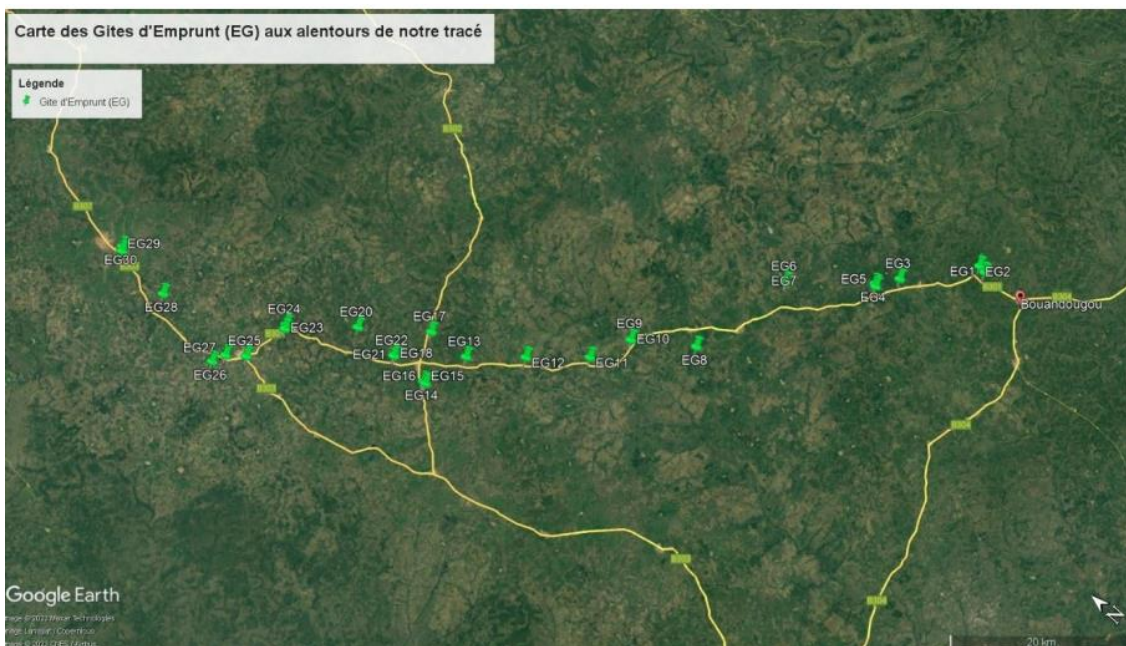 Carte des Gites d'Emprunt (EG) aux alentours de notre tracé
Légende
Gite d'Emprunt (EG)
EG29
EG30
EG28
EG24
EG23
EG20
EG17
EG27
EG25
EG26
EG22
EG21
EG18
EG13
EG16
EG15
EG14
EG12
EG11
EG9
EG10
EG8
EG6
EG7
EG5
EG3
EG4
EG1
EG2
Bouandougou
Google Earth
20 km
N